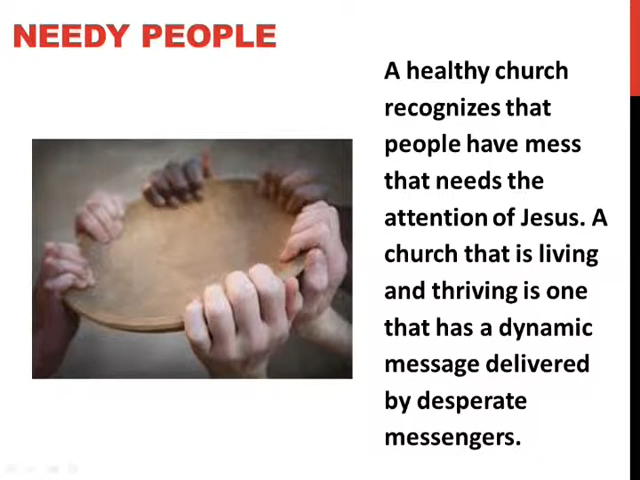 NEEDY PEOPLE
A healthy church
recognizes that
people have mess
that needs the
attention of Jesus. A
church that is living
and thriving is one
that has a dynamic
message delivered
by desperate
messengers.